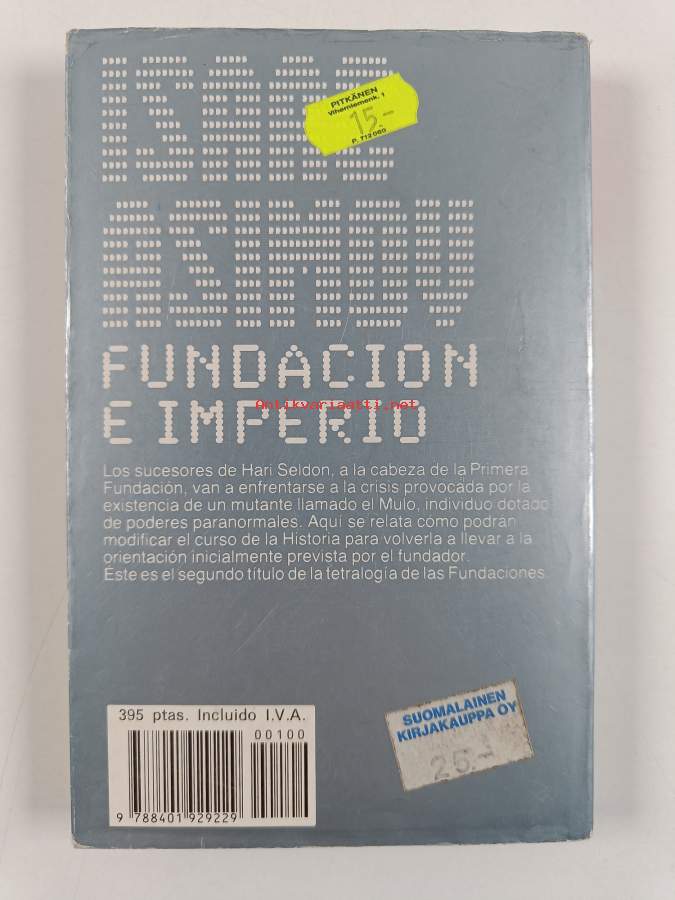 ISAAC
PITKÄNEN
Vihernlemenk. 1
15.-
P. 712 080
ASIMOV
FUNDACION
Antikvariaatti.net
E IMPERIO
Los sucesores de Hari Seldon, a la cabeza de la Primera
Fundación, van a enfrentarse a la crisis provocada por la
existencia de un mutante llamado el Mulo, individuo dotado
de poderes paranormales. Aquí se relata cómo podrán
modificar el curso de la Historia para volverla a llevar a la
orientación inicialmente prevista por el fundador.
Éste es el segundo título de la tetralogía de las Fundaciones.
395 ptas. Incluido I.V.A.
00100
9 788401 929229
SUOMALAINEN
KIRJAKAUPPA OY
25.-